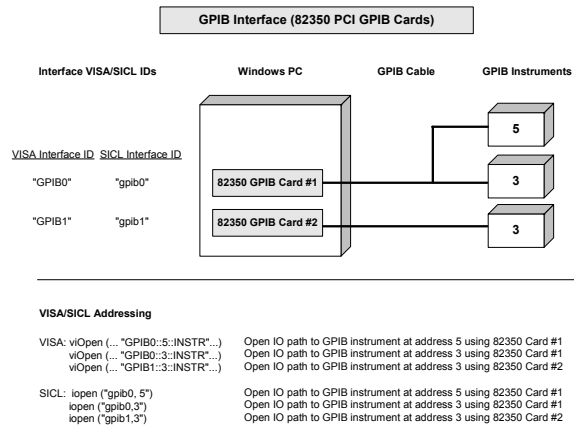 GPIB Interface (82350 PCI GPIB Cards)
Interface VISA/SICL IDs Windows PC GPIB Cable GPIB Instruments
5
VISA Interface ID SICL Interface ID
"GPIB0" "gpib0" 82350 GPIB Card #1 3
"GPIB1" "gpib1" 82350 GPIB Card #2 3
VISA/SICL Addressing
VISA: viOpen (... "GPIB0::5::INSTR"...) Open IO path to GPIB instrument at address 5 using 82350 Card #1
viOpen (... "GPIB0::3::INSTR"...) Open IO path to GPIB instrument at address 3 using 82350 Card #1
viOpen (... "GPIB1::3::INSTR"...) Open IO path to GPIB instrument at address 3 using 82350 Card #2
SICL: iopen ("gpib0, 5") Open IO path to GPIB instrument at address 5 using 82350 Card #1
iopen ("gpib0,3") Open IO path to GPIB instrument at address 3 using 82350 Card #1
iopen ("gpib1,3") Open IO path to GPIB instrument at address 3 using 82350 Card #2